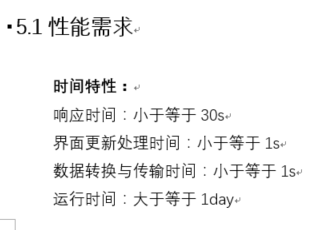 5.1 性能需求
时间特性：
响应时间：小于等于 30s
界面更新处理时间：小于等于 1s
数据转换与传输时间：小于等于 1s
运行时间：大于等于 1day